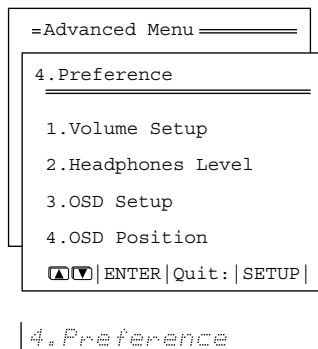 =Advanced Menu
4.Preference
1.Volume Setup
2.Headphones Level
3.OSD Setup
4.OSD Position
▲▼|ENTER|Quit:|SETUP|
4.Preference